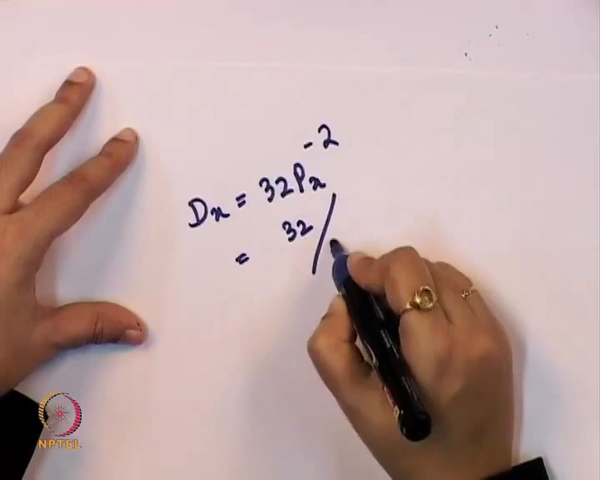 Dx = 32Px⁻²
= 32/
NPTEL